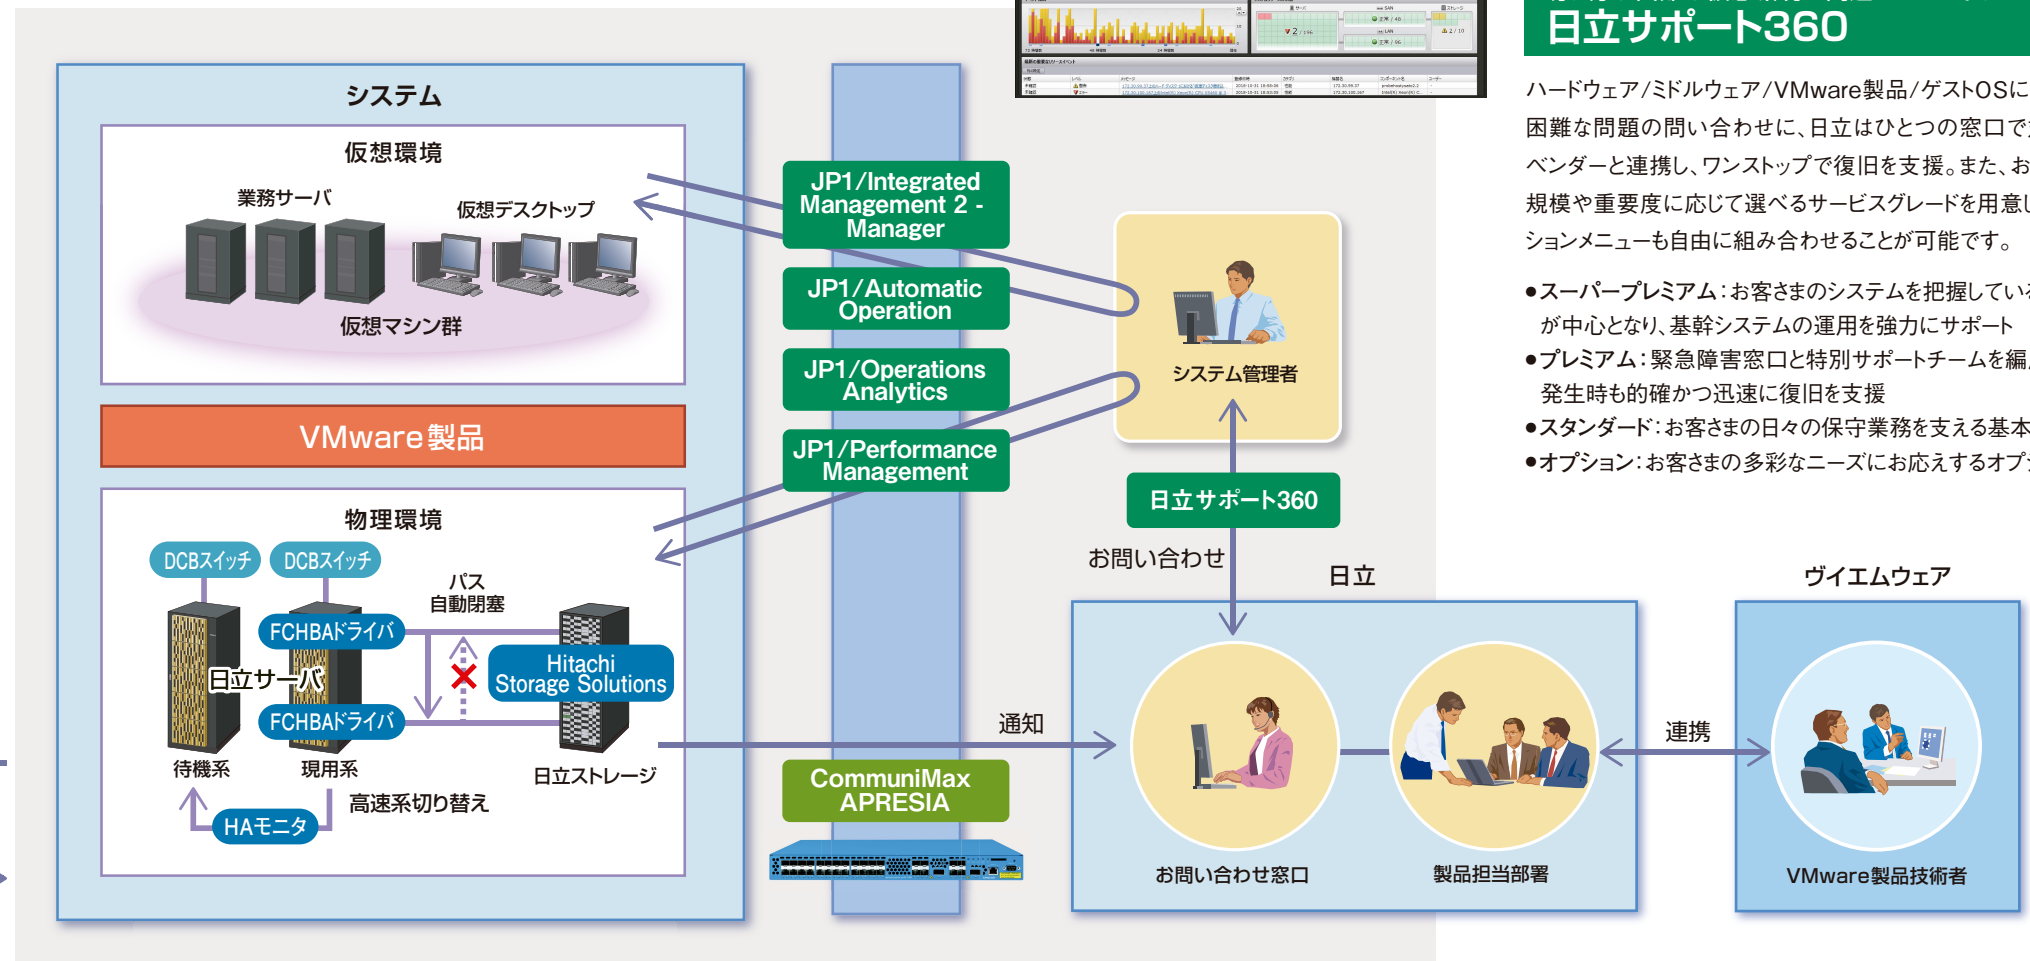 システム
仮想環境
業務サーバ
仮想デスクトップ
仮想マシン群
VMware製品
物理環境
DCBスイッチ
DCBスイッチ
パス
自動閉塞
FCHBAドライバ
日立サーバ
Hitachi
Storage Solutions
FCHBAドライバ
待機系
現用系
日立ストレージ
高速系切り替え
HAモニタ
JP1/Integrated
Management 2 -
Manager
JP1/Automatic
Operation
JP1/Operations
Analytics
JP1/Performance
Management
通知
CommuniMax
APRESIA
システム管理者
日立サポート360
お問い合わせ
日立
お問い合わせ窓口
製品担当部署
連携
ヴイエムウェア
VMware製品技術者
日立サポート360
ハードウェア/ミドルウェア/VMware製品/ゲストOSに
困難な問題の問い合わせに、日立はひとつの窓口で
ベンダーと連携し、ワンストップで復旧を支援。また、お
規模や重要度に応じて選べるサービスグレードを用意し
ションメニューも自由に組み合わせることが可能です。
●スーパープレミアム：お客さまのシステムを把握している
が中心となり、基幹システムの運用を強力にサポート
●プレミアム：緊急障害窓口と特別サポートチームを編
発生時も的確かつ迅速に復旧を支援
●スタンダード：お客さまの日々の保守業務を支える基本
●オプション：お客さまの多彩なニーズにお応えするオプ